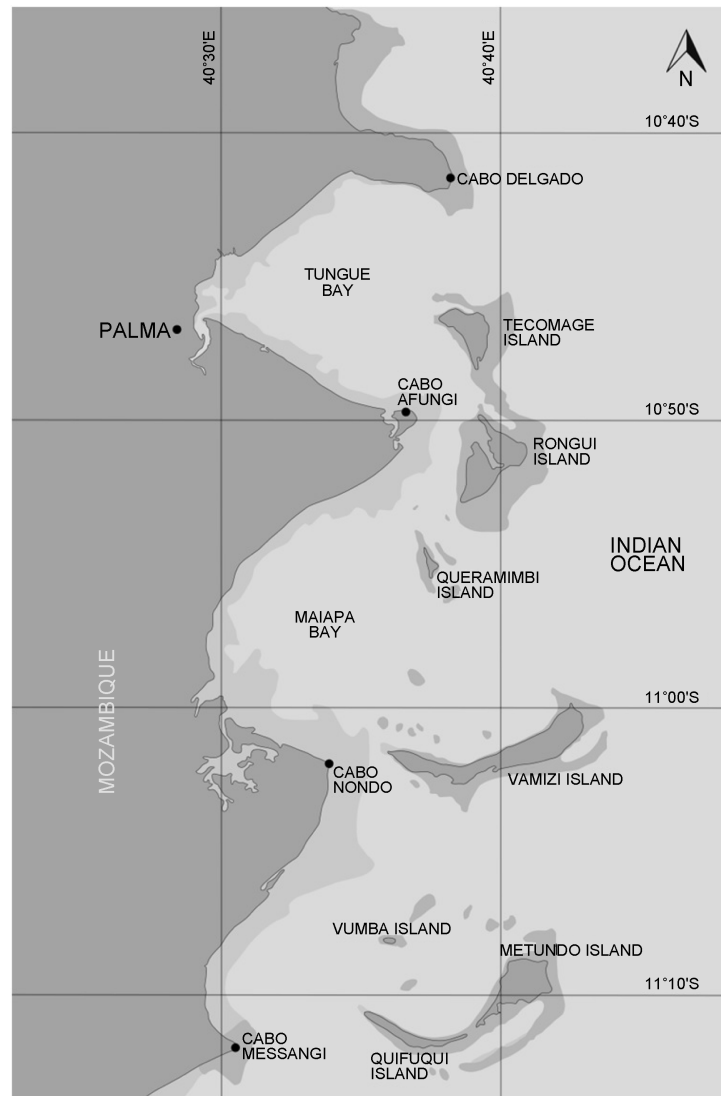 40°30'E
40°40'E
N
10°40'S
CABO DELGADO
TUNGUE
BAY
PALMA
TECOMAGE
ISLAND
CABO
AFUNGI
10°50'S
RONGUI
ISLAND
INDIAN
OCEAN
QUERAMIMBI
ISLAND
MAIAPA
BAY
MOZAMBIQUE
11°00'S
CABO
NONDO
VAMIZI ISLAND
VUMBA ISLAND
METUNDO ISLAND
11°10'S
CABO
MESSANGI
QUIFUQUI
ISLAND